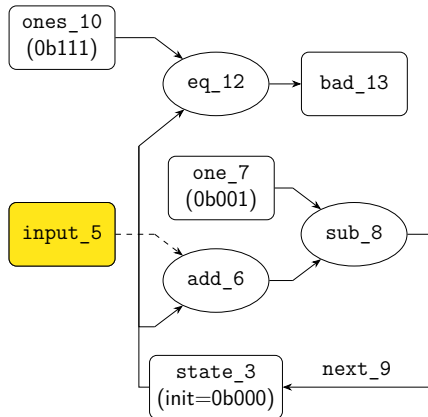 ones_10
(0b111)
eq_12
bad_13
one_7
(0b001)
input_5
sub_8
add_6
state_3
(init=0b000)
next_9